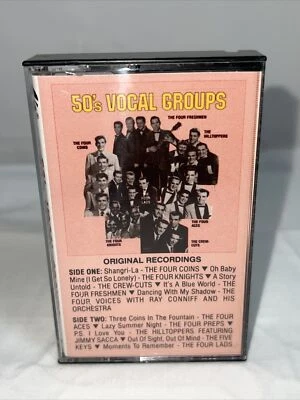 50's VOCAL GROUPS
THE FOUR FRESHMEN
THE HILLTOPPERS
THE FOUR
COINS
THE FOUR
KNIGHTS
THE FOUR
ACES
THE CREW-
CUTS
ORIGINAL RECORDINGS
SIDE ONE: Shangri-La - THE FOUR COINS ▼ Oh Baby
Mine (I Get So Lonely) - THE FOUR KNIGHTS ▼ A Story
Untold - THE CREW-CUTS ▼ It's A Blue World - THE
FOUR FRESHMEN ▼ Dancing With My Shadow - THE
FOUR VOICES WITH RAY CONNIFF AND HIS
ORCHESTRA
SIDE TWO: Three Coins In The Fountain - THE FOUR
ACES ▼ Lazy Summer Night - THE FOUR PREPS ▼
P.S. I Love You - THE HILLTOPPERS FEATURING
JIMMY SACCA ▼ Out Of Sight, Out Of Mind - THE FIVE
KEYS ▼ Moments To Remember - THE FOUR LADS